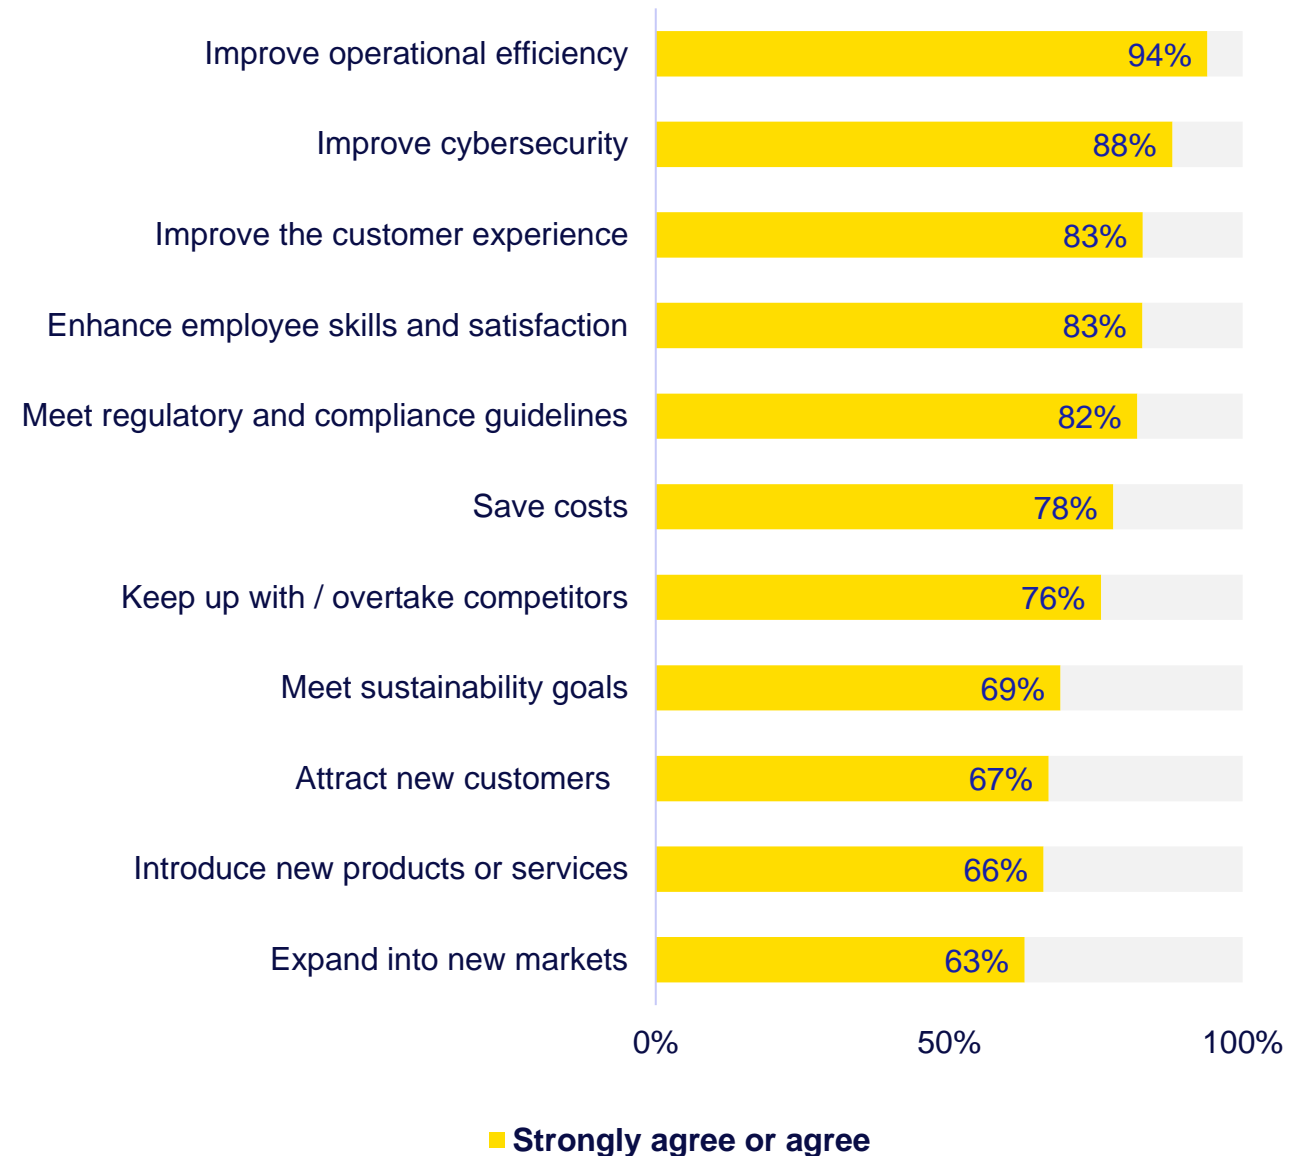 Improve operational efficiency 94%
Improve cybersecurity 88%
Improve the customer experience 83%
Enhance employee skills and satisfaction 83%
Meet regulatory and compliance guidelines 82%
Save costs 78%
Keep up with / overtake competitors 76%
Meet sustainability goals 69%
Attract new customers 67%
Introduce new products or services 66%
Expand into new markets 63%
0% 50% 100%
Strongly agree or agree